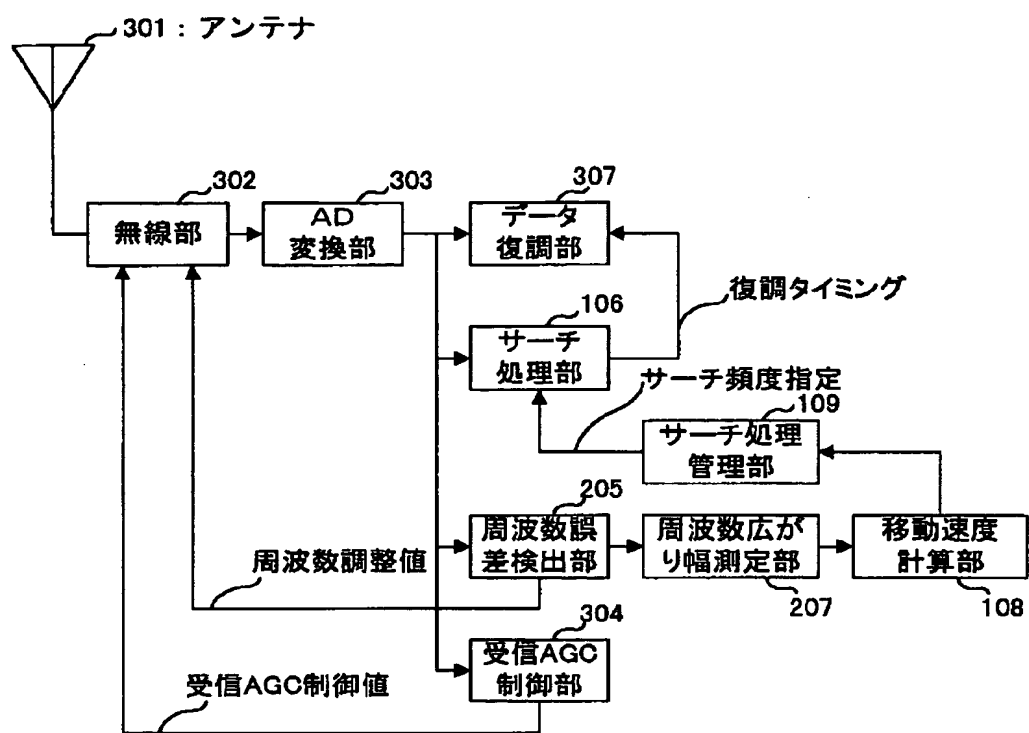 301：アンテナ
302
303
307
無線部
AD
変換部
データ
復調部
復調タイミング
106
サーチ
処理部
サーチ頻度指定
109
サーチ処理
管理部
205
周波数誤
差検出部
周波数広が
り幅測定部
移動速度
計算部
周波数調整値
207
108
304
受信AGC
制御部
受信AGC制御値